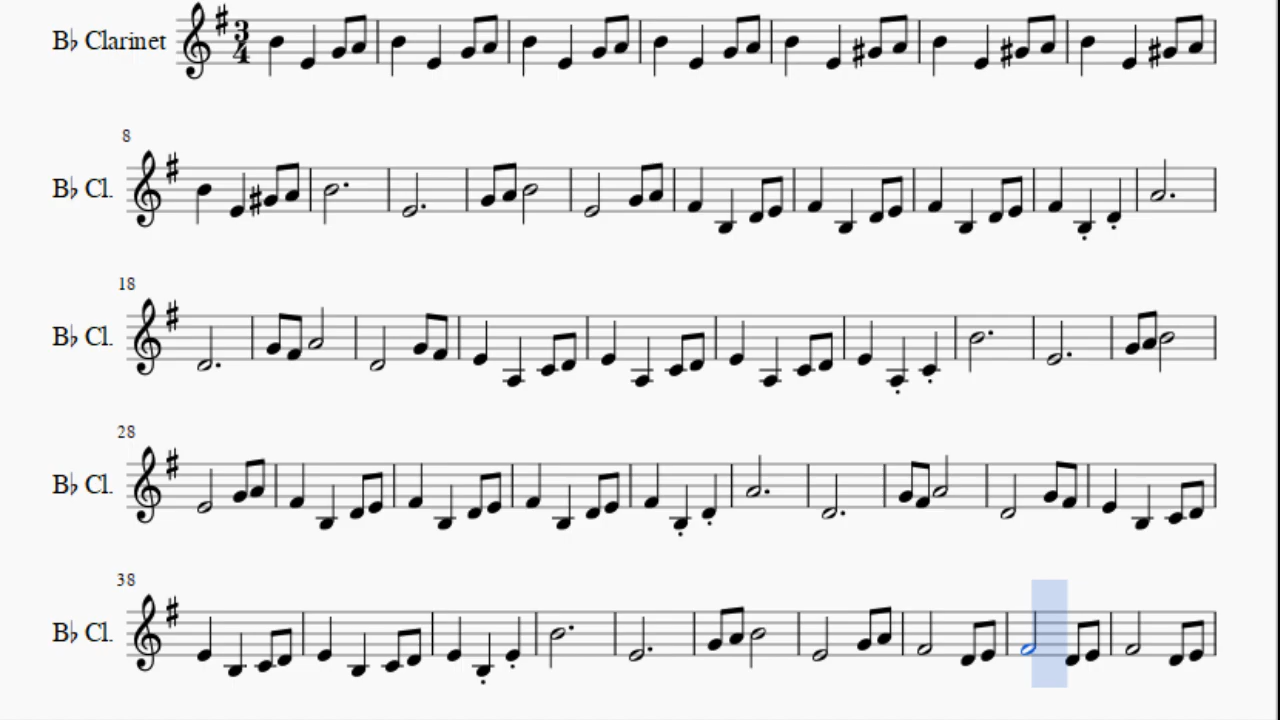 B♭ Clarinet
3
4
8
B♭ Cl.
18
B♭ Cl.
28
B♭ Cl.
38
B♭ Cl.